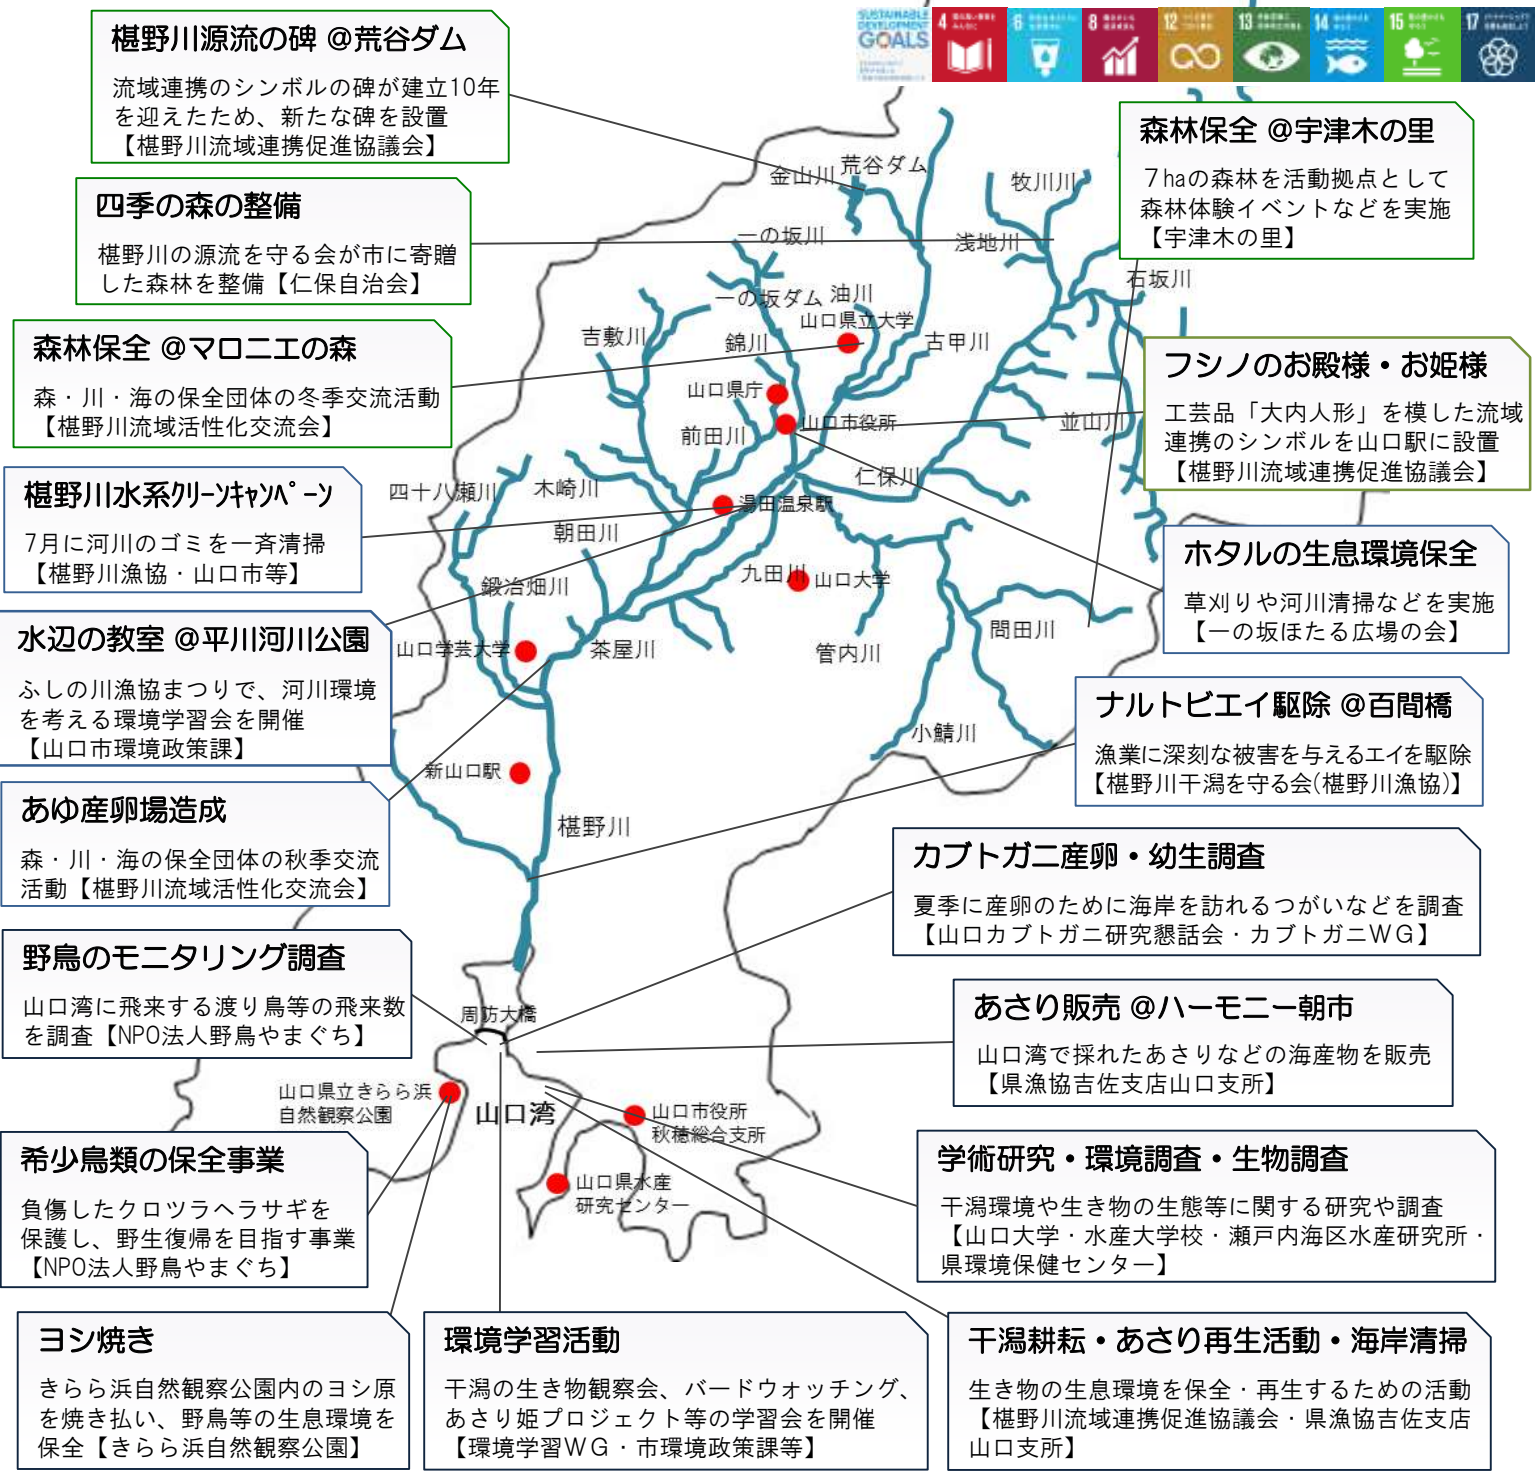 椹野川源流の碑 @荒谷ダム
流域連携のシンボルの碑が建立10年
を迎えたため、新たな碑を設置
【椹野川流域連携促進協議会】
四季の森の整備
椹野川の源流を守る会が市に寄贈
した森林を整備【仁保自治会】
森林保全 @マロニエの森
森・川・海の保全団体の冬季交流活動
【椹野川流域活性化交流会】
椹野川水系クリーンキャンペーン
7月に河川のゴミを一斉清掃
【椹野川漁協・山口市等】
水辺の教室 @平川河川公園
ふしの川漁協まつりで、河川環境
を考える環境学習会を開催
【山口市環境政策課】
あゆ産卵場造成
森・川・海の保全団体の秋季交流
活動【椹野川流域活性化交流会】
野鳥のモニタリング調査
山口湾に飛来する渡り鳥等の飛来数
を調査【NPO法人野鳥やまぐち】
希少鳥類の保全事業
負傷したクロツラヘラサギを
保護し、野生復帰を目指す事業
【NPO法人野鳥やまぐち】
ヨシ焼き
きらら浜自然観察公園内のヨシ原
を焼き払い、野鳥等の生息環境を
保全【きらら浜自然観察公園】
環境学習活動
干潟の生き物観察会、バードウォッチング、
あさり姫プロジェクト等の学習会を開催
【環境学習WG・市環境政策課等】
SUSTAINABLE
DEVELOPMENT
GOALS
4
6
8
12
13
14
15
17
森林保全 @宇津木の里
7haの森林を活動拠点として
森林体験イベントなどを実施
【宇津木の里】
フシノのお殿様・お姫様
工芸品「大内人形」を模した流域
連携のシンボルを山口駅に設置
【椹野川流域連携促進協議会】
ホタルの生息環境保全
草刈りや河川清掃などを実施
【一の坂ほたる広場の会】
ナルトビエイ駆除 @百間橋
漁業に深刻な被害を与えるエイを駆除
【椹野川干潟を守る会(椹野川漁協)】
カブトガニ産卵・幼生調査
夏季に産卵のために海岸を訪れるつがいなどを調査
【山口カブトガニ研究懇話会・カブトガニWG】
あさり販売 @ハーモニー朝市
山口湾で採れたあさりなどの海産物を販売
【県漁協吉佐支店山口支所】
学術研究・環境調査・生物調査
干潟環境や生き物の生態等に関する研究や調査
【山口大学・水産大学校・瀬戸内海区水産研究所・
県環境保健センター】
干潟耕耘・あさり再生活動・海岸清掃
生き物の生息環境を保全・再生するための活動
【椹野川流域連携促進協議会・県漁協吉佐支店
山口支所】
金山川
荒谷ダム
牧川川
一の坂川
浅地川
石坂川
一の坂ダム
油川
山口県立大学
吉敷川
錦川
古甲川
山口県庁
山口市役所
前田川
並山川
仁保川
四十八瀬川
木崎川
湯田温泉駅
朝田川
鍛冶畑川
九田川
山口大学
問田川
山口学芸大学
茶屋川
管内川
小鯖川
新山口駅
椹野川
周防大橋
山口県立きらら浜
自然観察公園
山口湾
山口市役所
秋穂総合支所
山口県水産
研究センター